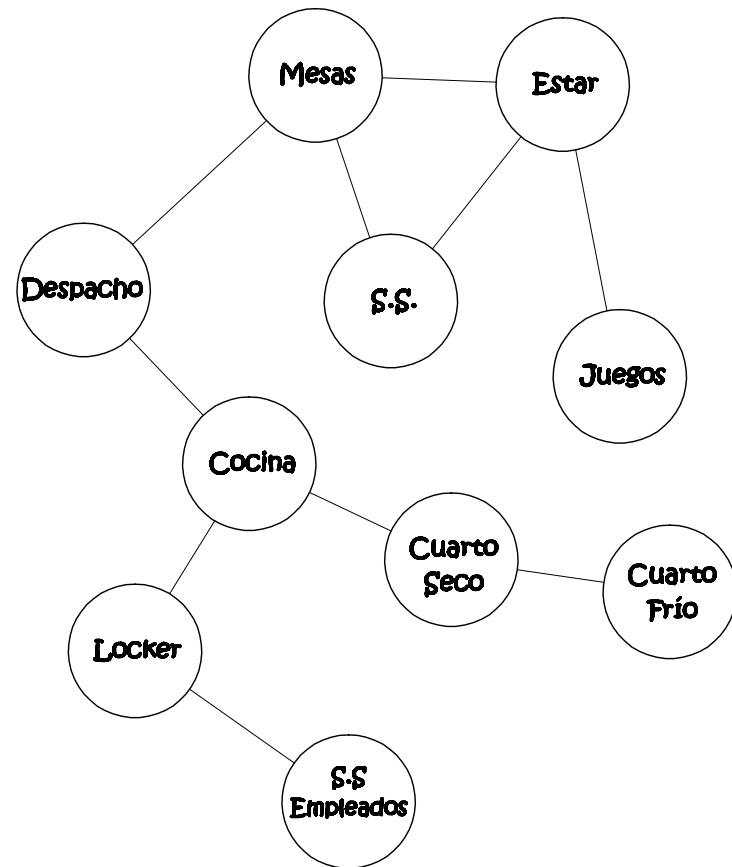 Mesas
Estar
Despacho
S.S.
Juegos
Cocina
Cuarto
Seco
Cuarto
Frío
Locker
S.S
Empleados